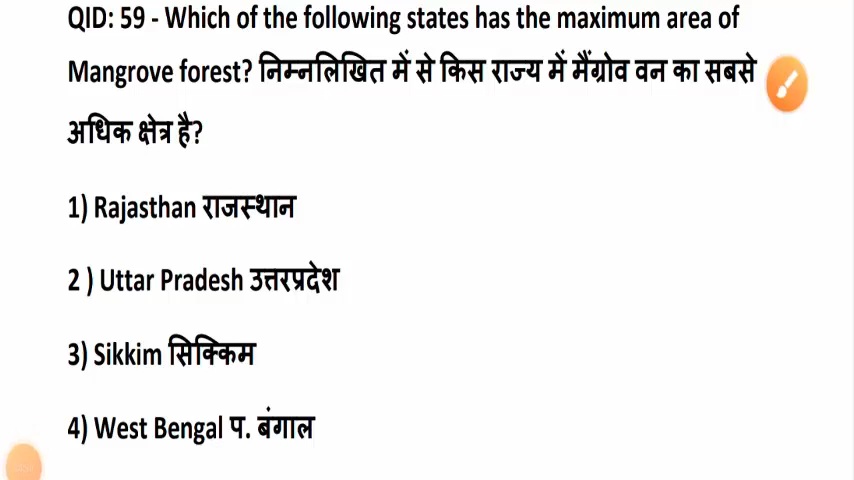 QID: 59 - Which of the following states has the maximum area of
Mangrove forest? निम्नलिखित में से किस राज्य में मैंग्रोव वन का सबसे
अधिक क्षेत्र है?
1) Rajasthan राजस्थान
2 ) Uttar Pradesh उत्तरप्रदेश
3) Sikkim सिक्किम
4) West Bengal प. बंगाल